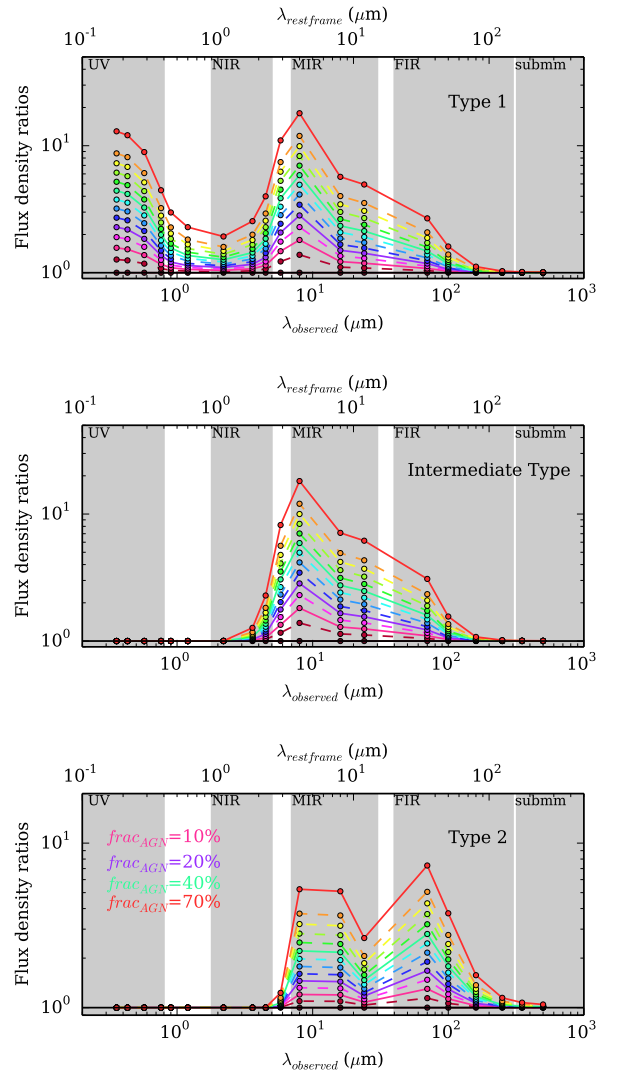 λrestframe (μm)
10^-1 10^0 10^1 10^2
UV NIR MIR FIR submm
Type 1
Flux density ratios
10^1
10^0
10^0 10^1 10^2 10^3
λobserved (μm)
λrestframe (μm)
10^-1 10^0 10^1 10^2
UV NIR MIR FIR submm
Intermediate Type
Flux density ratios
10^1
10^0
10^0 10^1 10^2 10^3
λobserved (μm)
λrestframe (μm)
10^-1 10^0 10^1 10^2
UV NIR MIR FIR submm
Type 2
Flux density ratios
10^1
fracAGN=10%
fracAGN=20%
fracAGN=40%
fracAGN=70%
10^0
10^0 10^1 10^2 10^3
λobserved (μm)